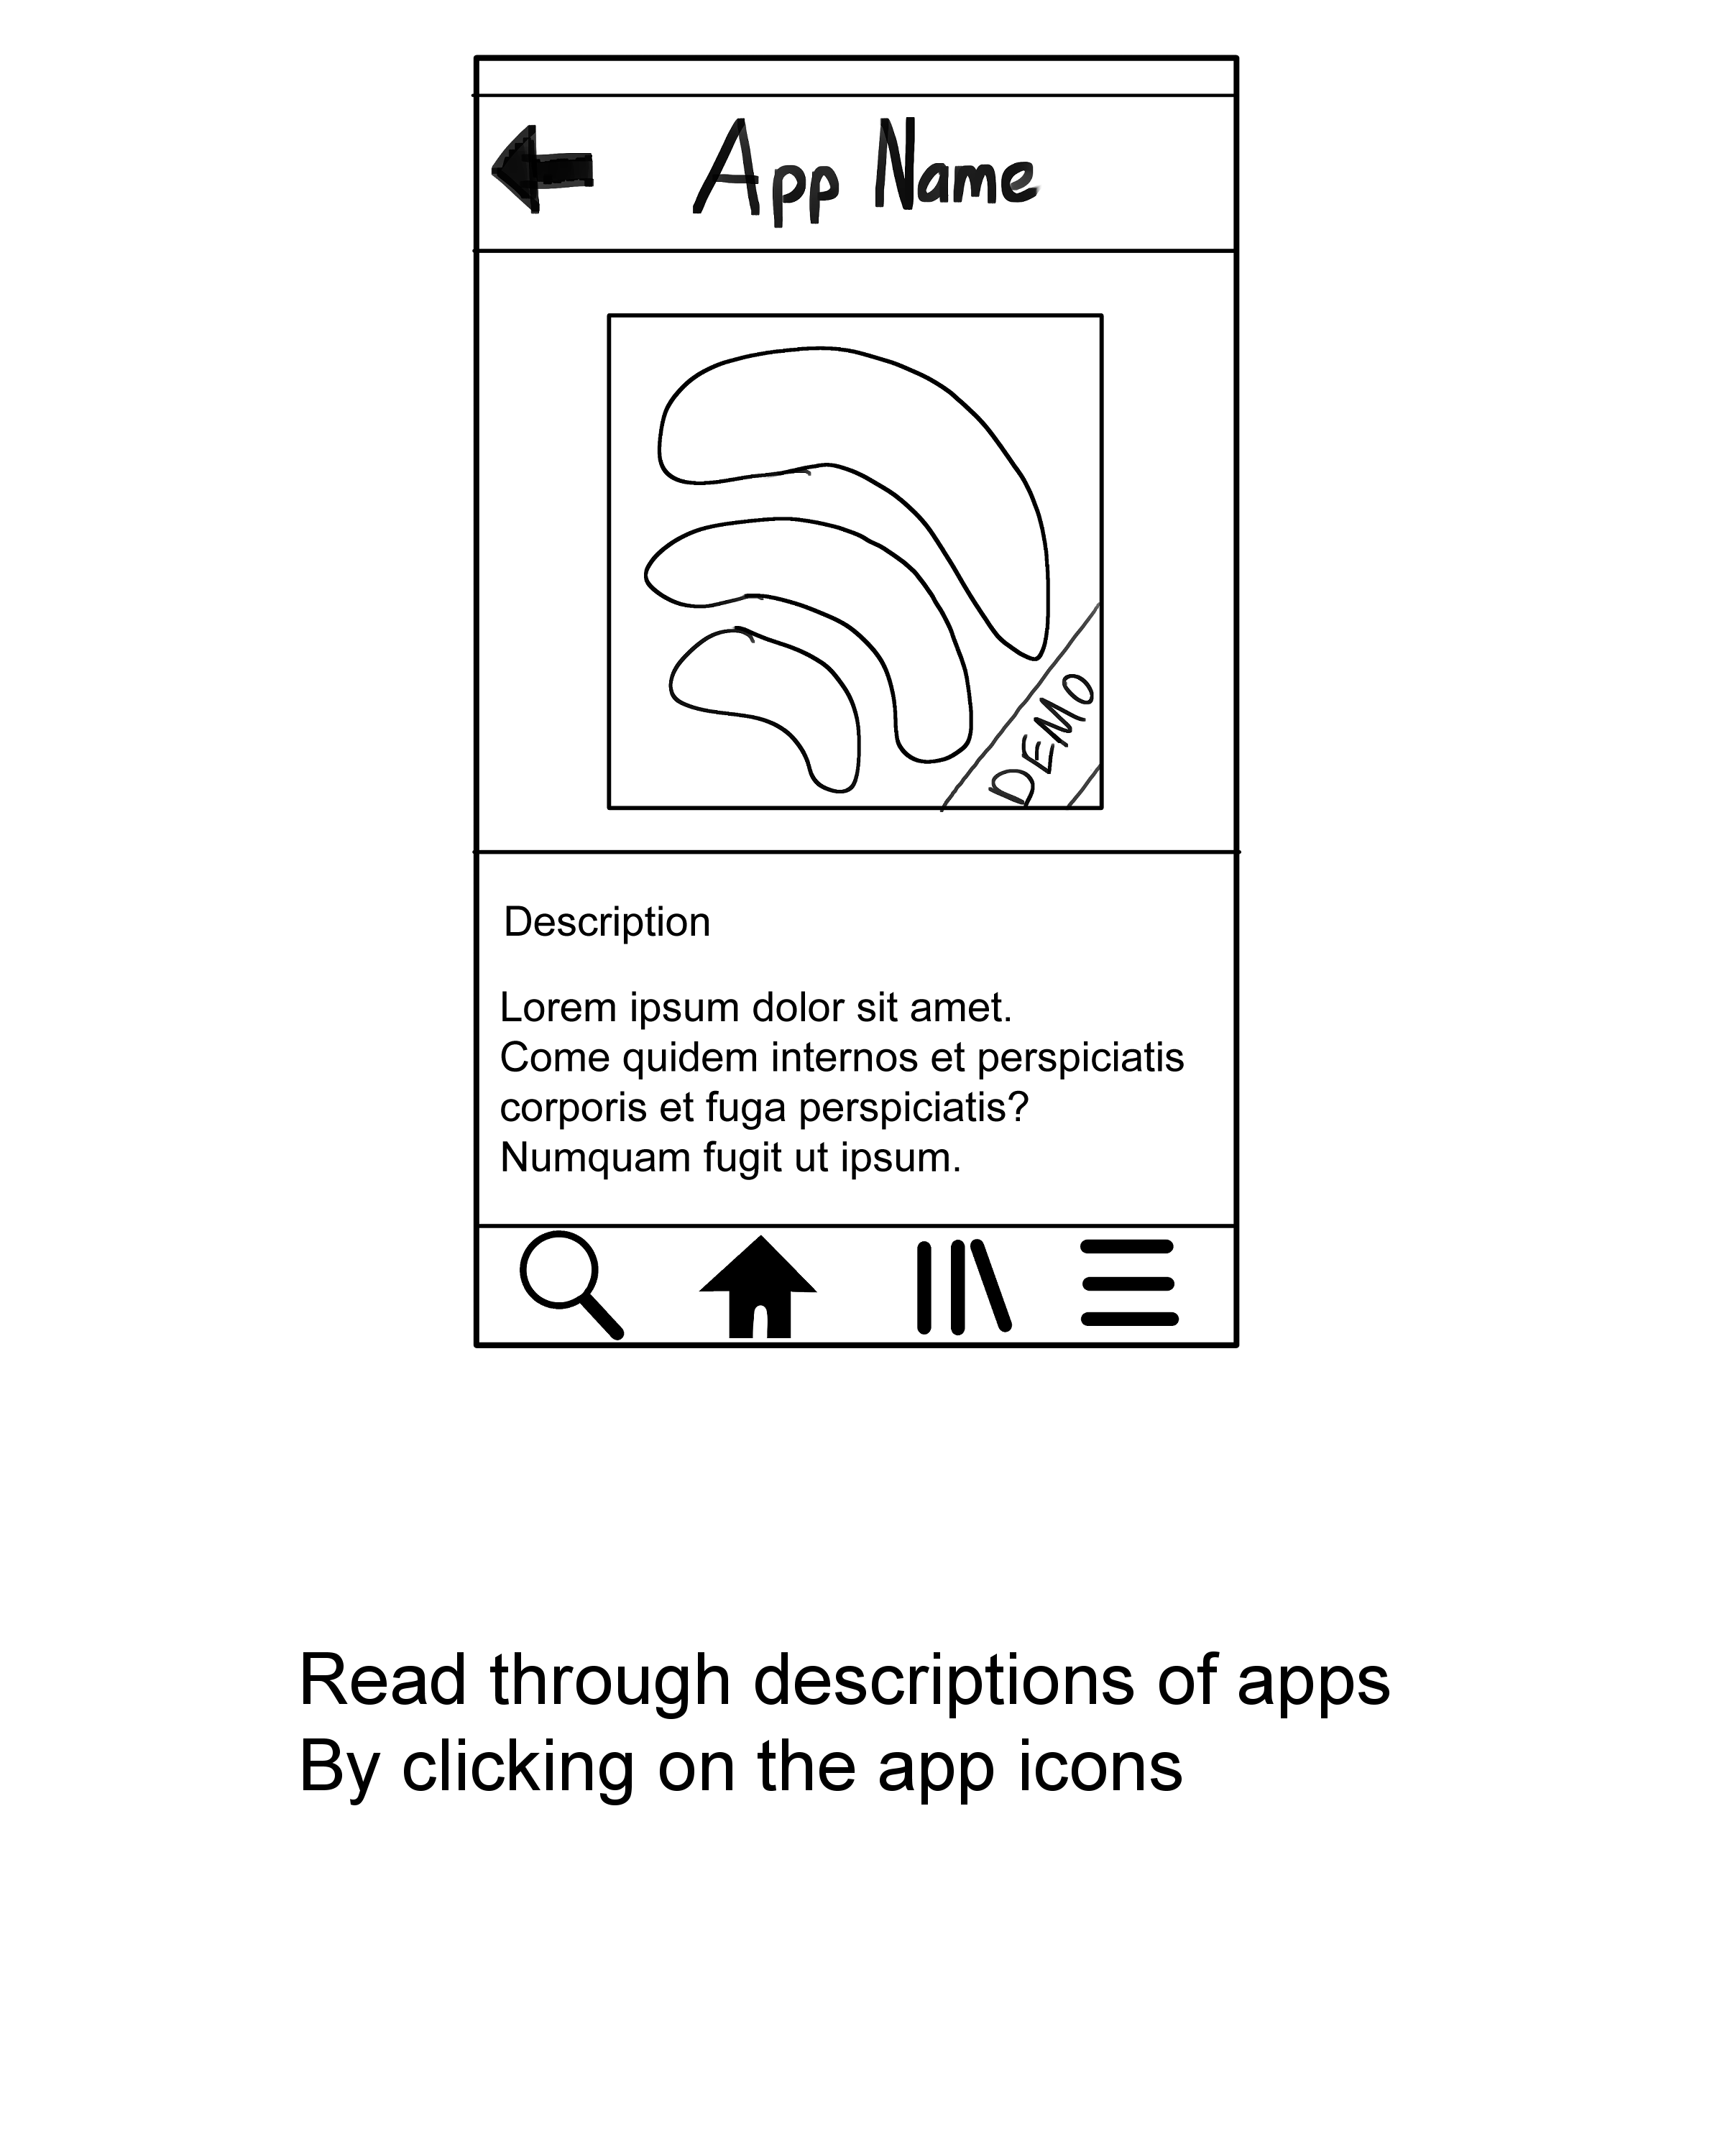 App Name
DEMO
Description
Lorem ipsum dolor sit amet.
Come quidem internos et perspiciatis
corporis et fuga perspiciatis?
Numquam fugit ut ipsum.
Read through descriptions of apps
By clicking on the app icons